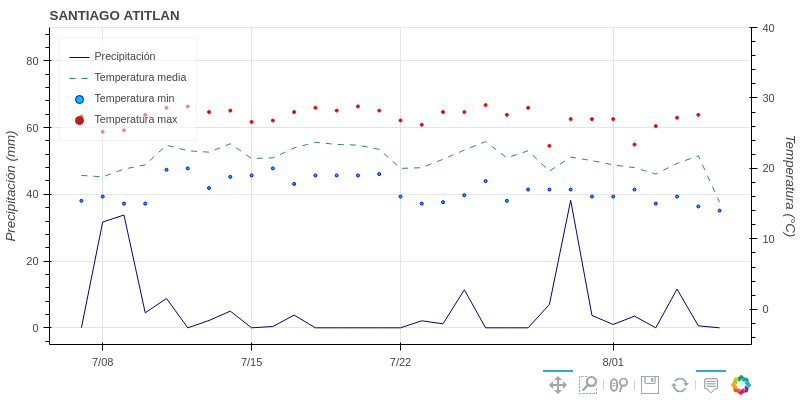 SANTIAGO ATITLAN
Precipitación
Temperatura media
Temperatura min
Temperatura max
Precipitación (mm)
80
60
40
20
0
Temperature (°C)
40
30
20
10
0
7/08
7/15
7/22
8/01